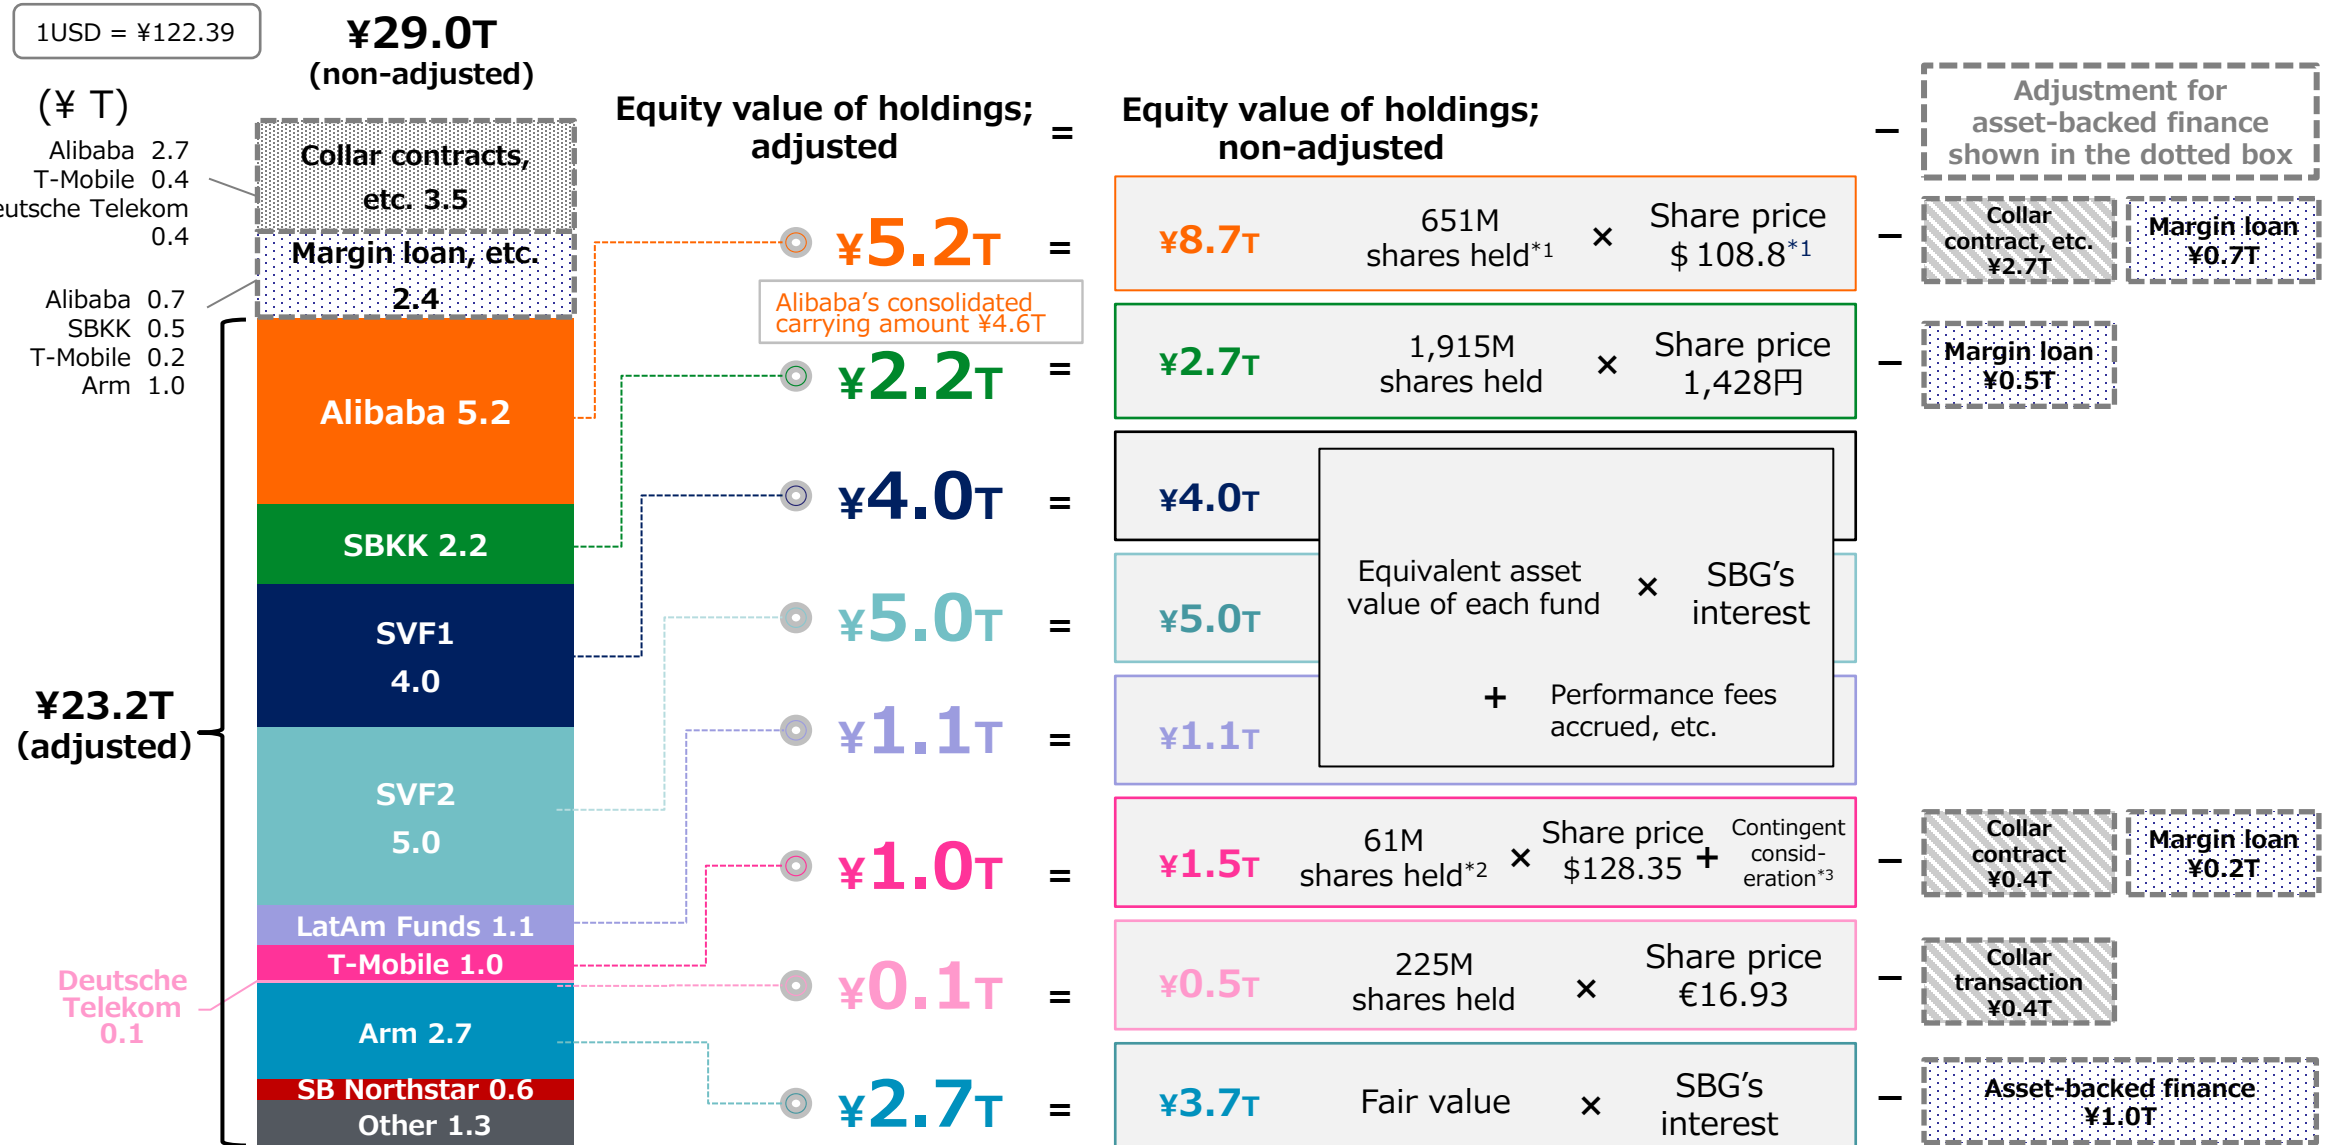 1USD = ¥122.39
¥29.0T
(non-adjusted)
(¥ T)
Alibaba 2.7
T-Mobile 0.4
eutsche Telekom
0.4
Collar contracts,
etc. 3.5
Margin loan, etc.
2.4
Alibaba 0.7
SBKK 0.5
T-Mobile 0.2
Arm 1.0
Alibaba 5.2
SBKK 2.2
SVF1
4.0
SVF2
5.0
LatAm Funds 1.1
T-Mobile 1.0
Arm 2.7
SB Northstar 0.6
Other 1.3
¥23.2T
(adjusted)
Deutsche
Telekom
0.1
Equity value of holdings;
adjusted
=
Equity value of holdings;
non-adjusted
−
Adjustment for
asset-backed finance
shown in the dotted box
¥5.2T
=
¥8.7T
651M
shares held*1
×
Share price
$ 108.8*1
−
Collar
contract, etc.
¥2.7T
Margin loan
¥0.7T
Alibaba’s consolidated
carrying amount ¥4.6T
¥2.2T
=
¥2.7T
1,915M
shares held
×
Share price
1,428円
−
Margin loan
¥0.5T
¥4.0T
=
¥4.0T
¥5.0T
=
¥5.0T
Equivalent asset
value of each fund
×
SBG’s
interest
+
Performance fees
accrued, etc.
¥1.1T
=
¥1.1T
¥1.0T
=
¥1.5T
61M
shares held*2
×
Share price
$128.35
+
Contingent
consid-
eration*3
−
Collar
contract
¥0.4T
Margin loan
¥0.2T
¥0.1T
=
¥0.5T
225M
shares held
×
Share price
€16.93
−
Collar
transaction
¥0.4T
¥2.7T
=
¥3.7T
Fair value
×
SBG’s
interest
−
Asset-backed finance
¥1.0T